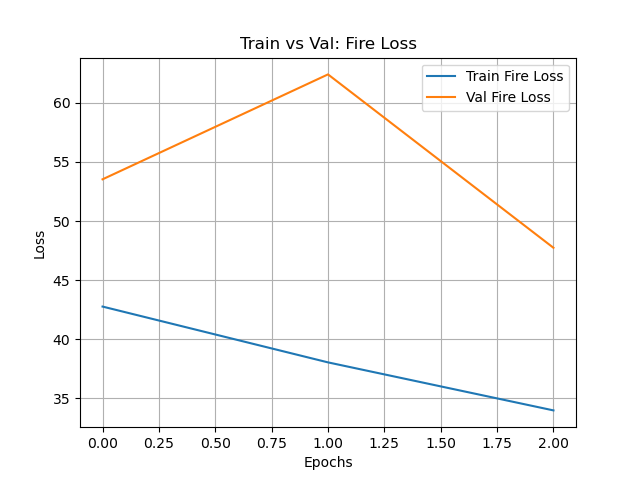 Train vs Val: Fire Loss
Train Fire Loss
Val Fire Loss
Loss
60
55
50
45
40
35
0.00 0.25 0.50 0.75 1.00 1.25 1.50 1.75 2.00
Epochs